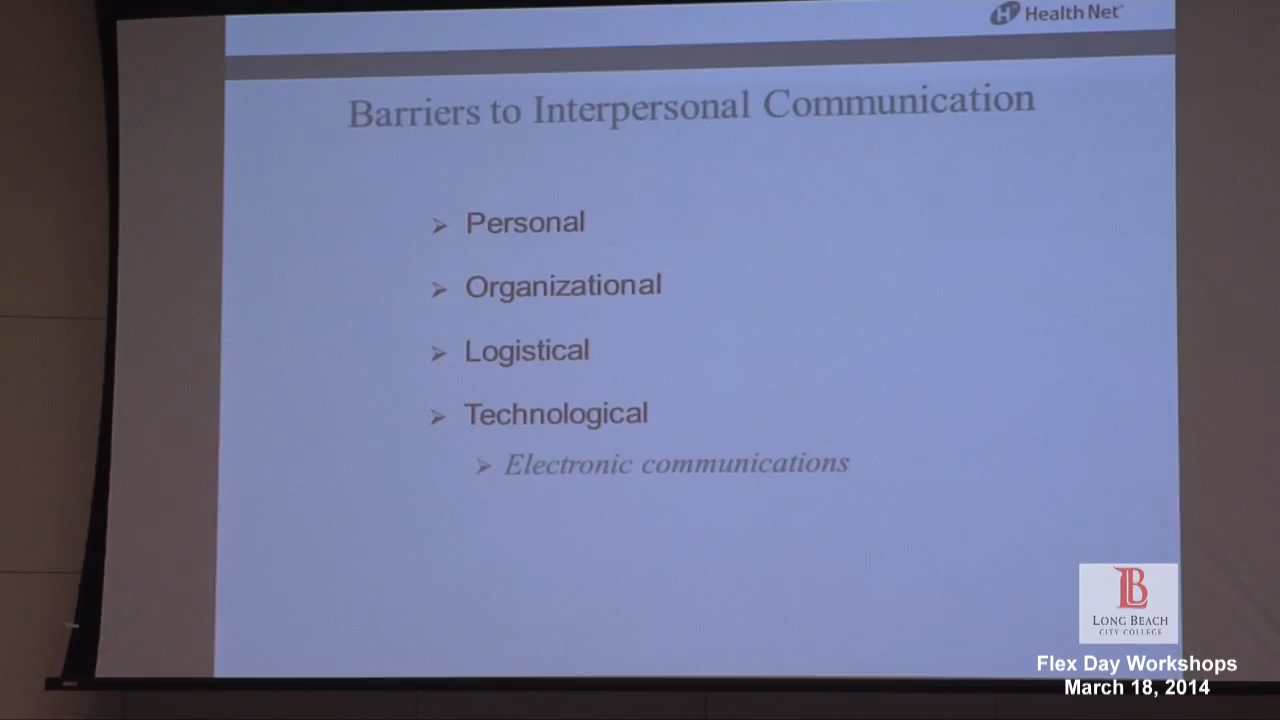 Health Net
Barriers to Interpersonal Communication
Personal
Organizational
Logistical
Technological
Electronic communications
LB
LONG BEACH
CITY COLLEGE
Flex Day Workshops
March 18, 2014